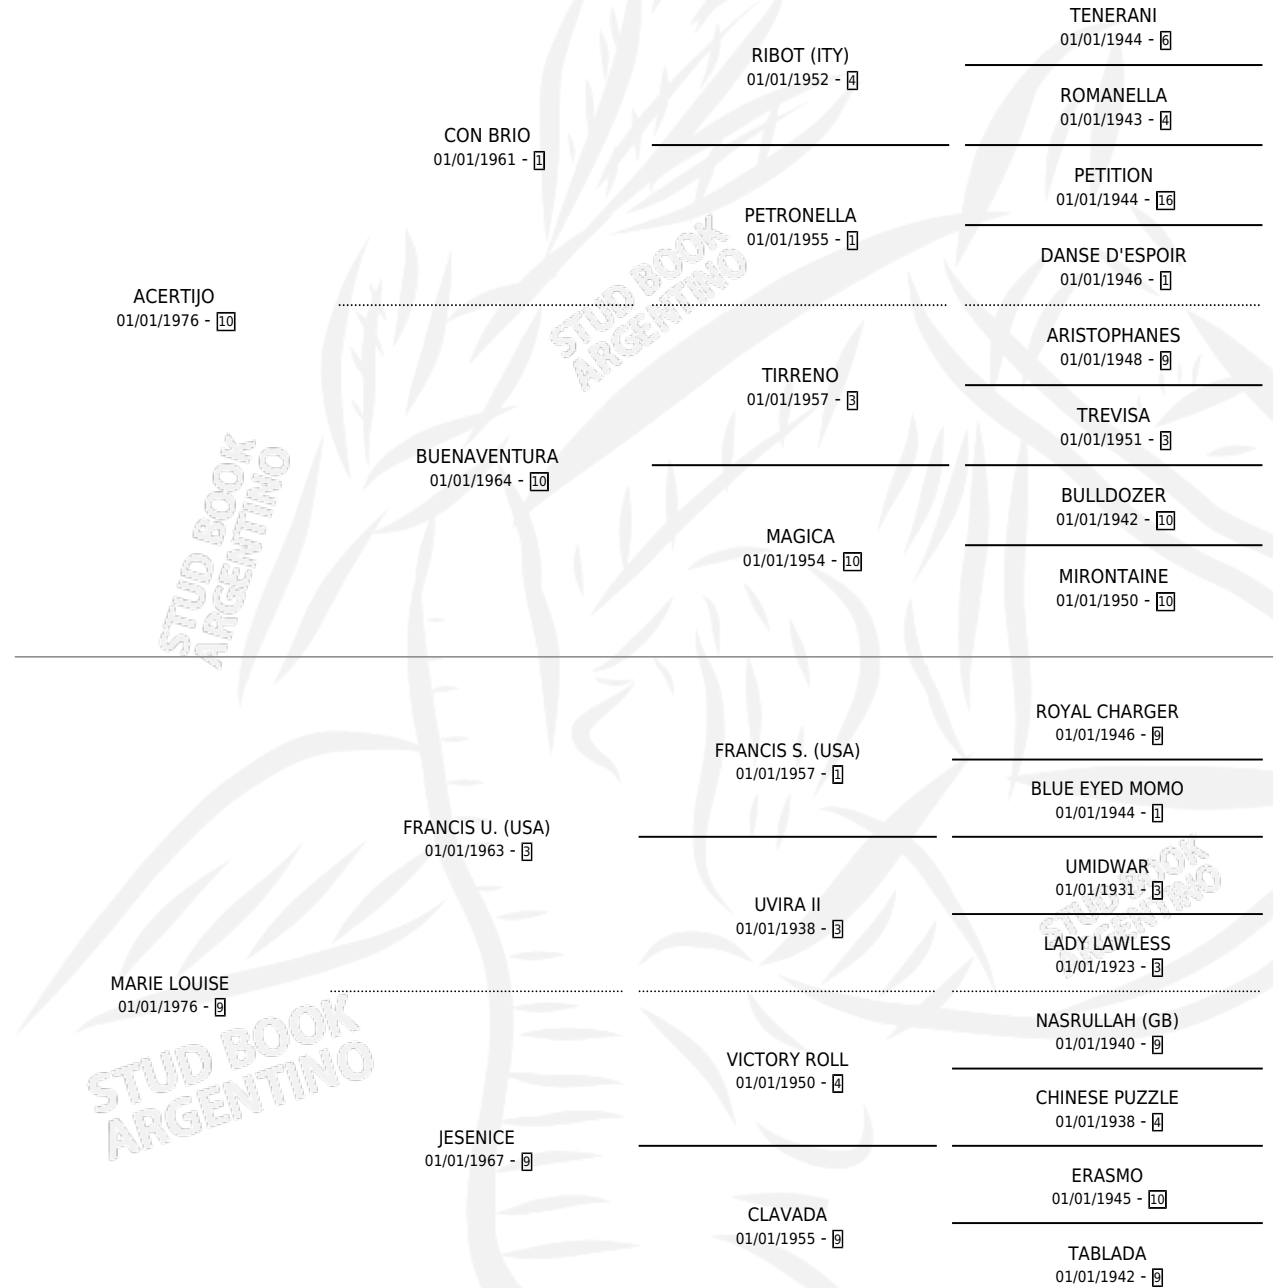 TENERANI
01/01/1944 - 6
RIBOT (ITY)
01/01/1952 - 4
ROMANELLA
01/01/1943 - 4
CON BRIO
01/01/1961 - 1
PETITION
01/01/1944 - 16
PETRONELLA
01/01/1955 - 1
DANSE D'ESPOIR
01/01/1946 - 1
ACERTIJO
01/01/1976 - 10
STUD BOOK
ARGENTINO
ARISTOPHANES
01/01/1948 - 9
TIRRENO
01/01/1957 - 3
TREVISA
01/01/1951 - 3
BUENAVENTURA
01/01/1964 - 10
BULLDOZER
01/01/1942 - 10
MAGICA
01/01/1954 - 10
MIRONTAINE
01/01/1950 - 10
STUD BOOK
ARGENTINO
ROYAL CHARGER
01/01/1946 - 9
FRANCIS S. (USA)
01/01/1957 - 1
BLUE EYED MOMO
01/01/1944 - 1
FRANCIS U. (USA)
01/01/1963 - 3
UMIDWAR
01/01/1931 - 3
UVIRA II
01/01/1938 - 3
LADY LAWLESS
01/01/1923 - 3
STUD BOOK
ARGENTINO
MARIE LOUISE
01/01/1976 - 9
NASRULLAH (GB)
01/01/1940 - 9
VICTORY ROLL
01/01/1950 - 4
CHINESE PUZZLE
01/01/1938 - 4
STUD BOOK
ARGENTINO
JESENICE
01/01/1967 - 9
ERASMO
01/01/1945 - 10
CLAVADA
01/01/1955 - 9
TABLADA
01/01/1942 - 9